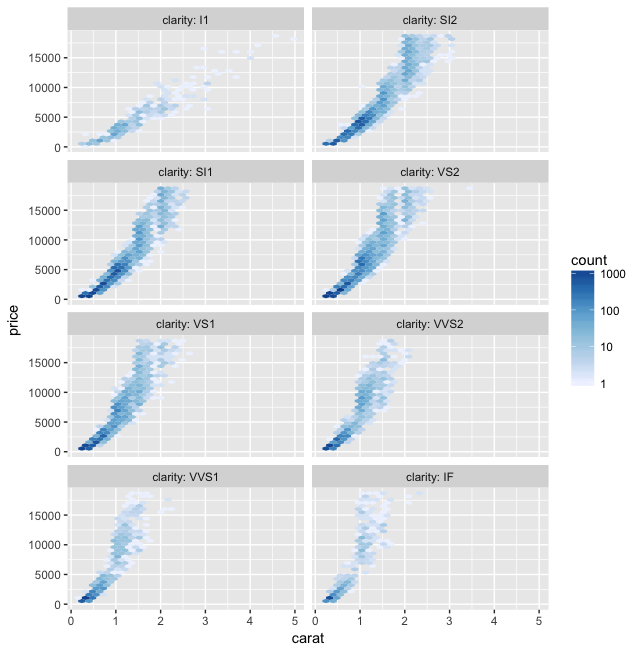 clarity: I1
clarity: SI2
15000
10000
5000
0
clarity: SI1
clarity: VS2
15000
10000
5000
0
clarity: VS1
clarity: VVS2
15000
10000
5000
0
clarity: VVS1
clarity: IF
15000
10000
5000
0
0 1 2 3 4 5
0 1 2 3 4 5
carat
price
count
1000
100
10
1